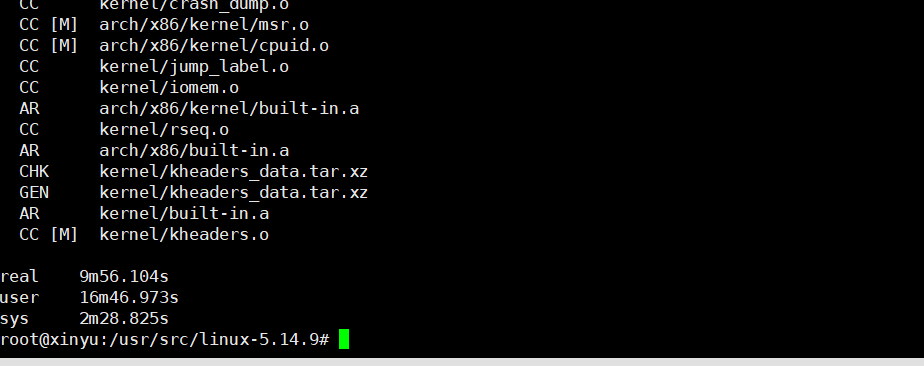 CC      kernel/crash_dump.o
CC [M]  arch/x86/kernel/msr.o
CC [M]  arch/x86/kernel/cpuid.o
CC      kernel/jump_label.o
CC      kernel/iomem.o
AR      arch/x86/kernel/built-in.a
CC      kernel/rseq.o
AR      arch/x86/built-in.a
CHK     kernel/kheaders_data.tar.xz
GEN     kernel/kheaders_data.tar.xz
AR      kernel/built-in.a
CC [M]  kernel/kheaders.o
real    9m56.104s
user    16m46.973s
sys     2m28.825s
root@xinyu:/usr/src/linux-5.14.9#